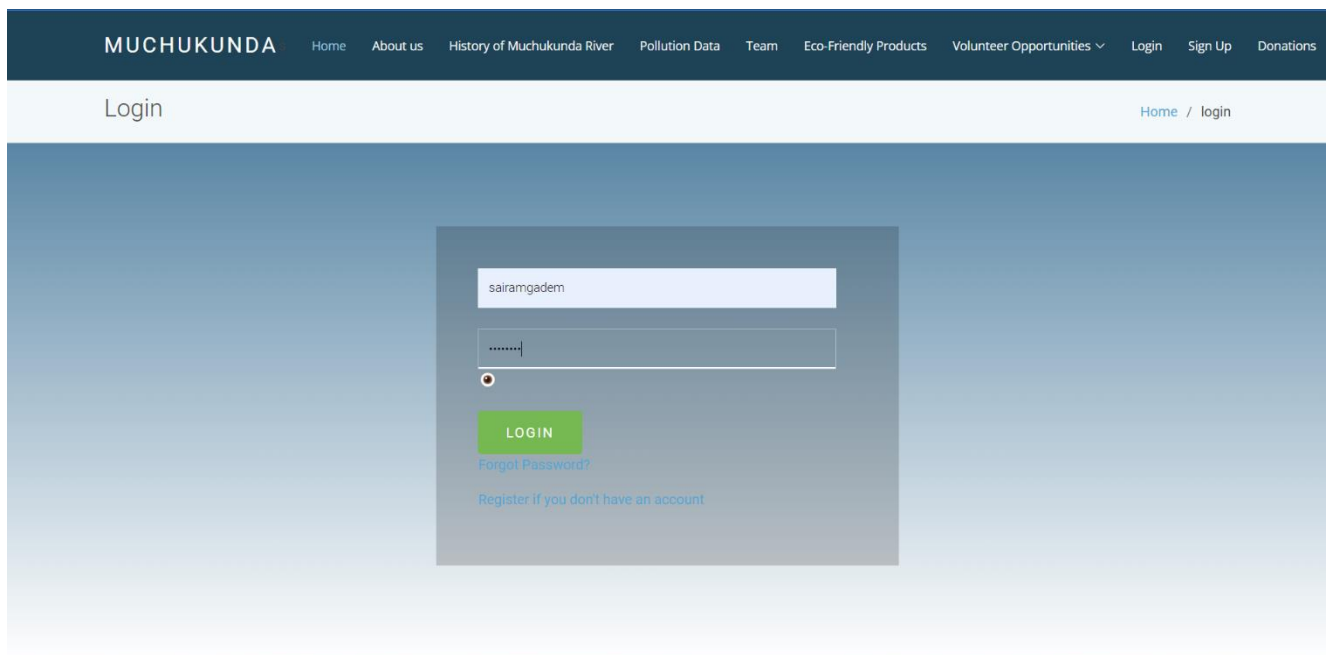 MUCHUKUNDA Home About us History of Muchukunda River Pollution Data Team Eco-Friendly Products Volunteer Opportunities Login Sign Up Donations
Login Home / login
sairamgadem
········
LOGIN
Forgot Password?
Register if you don't have an account